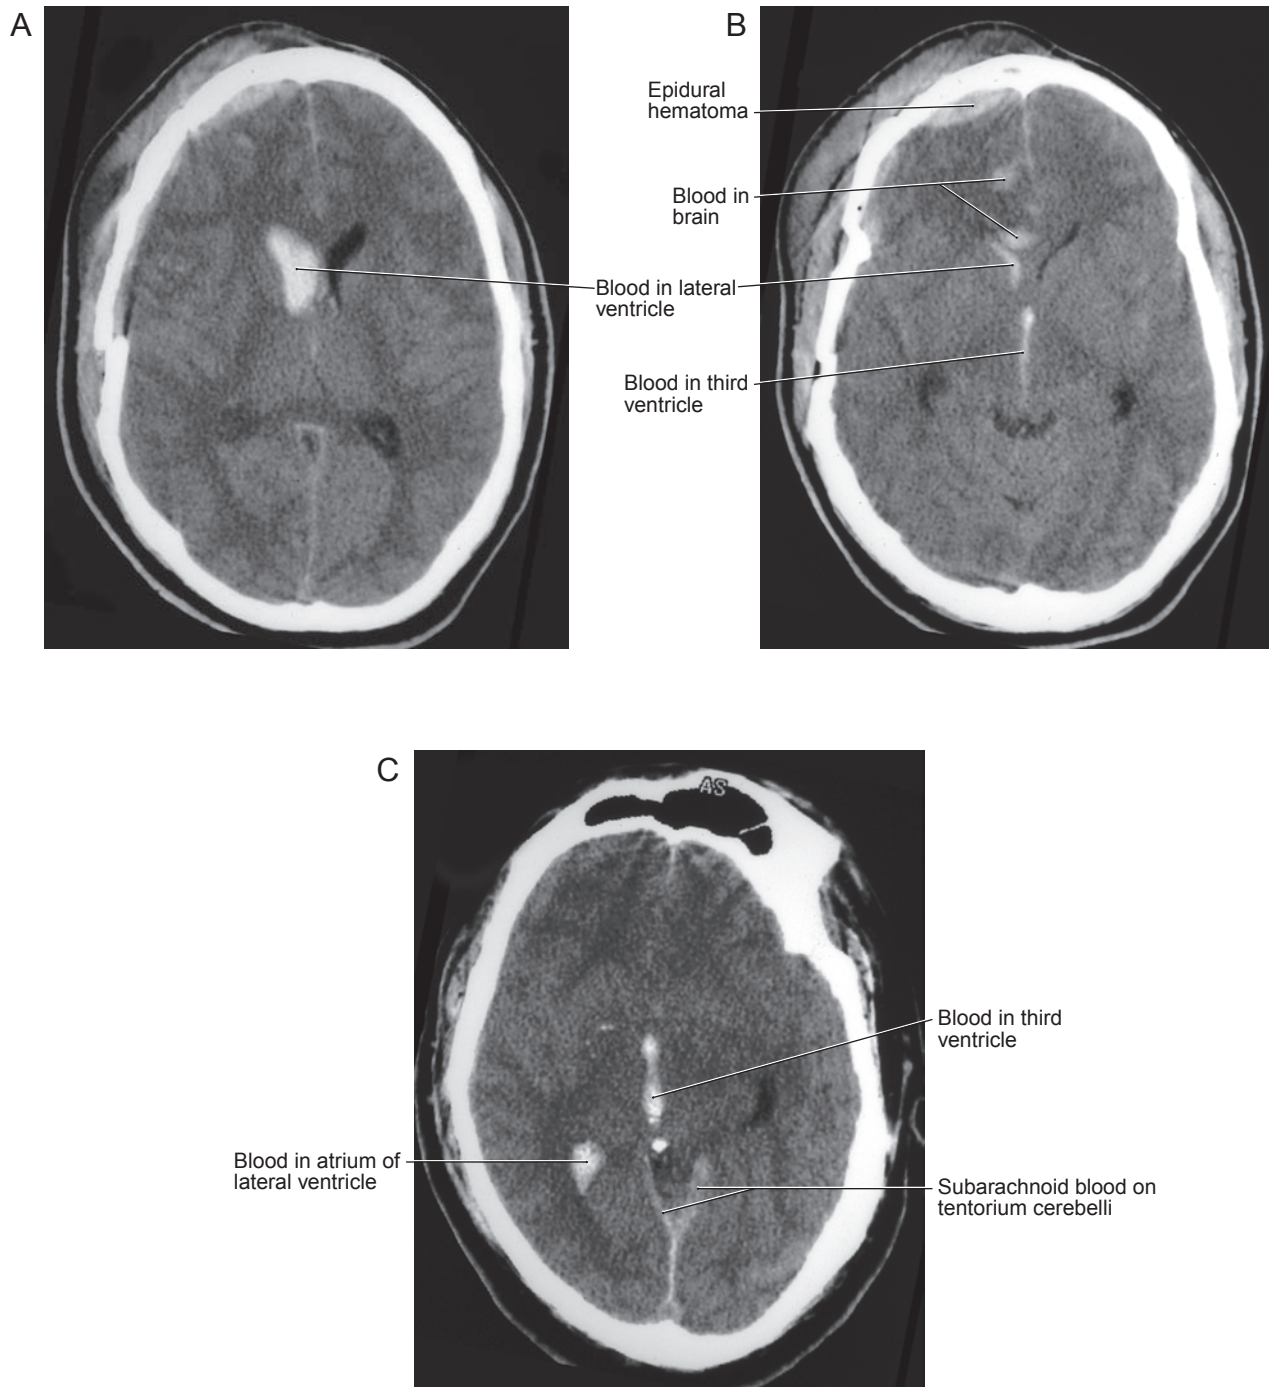 A
B
Epidural
hematoma
Blood in
brain
Blood in lateral
ventricle
Blood in third
ventricle
C
AS
Blood in third
ventricle
Blood in atrium of
lateral ventricle
Subarachnoid blood on
tentorium cerebelli